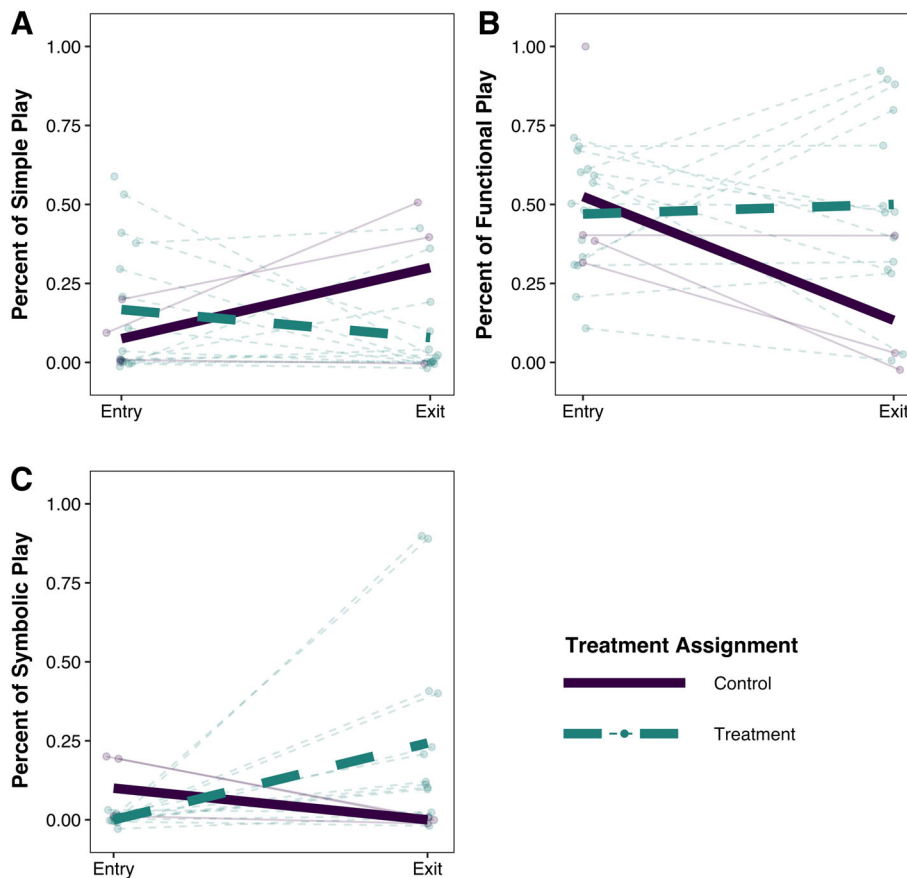 A
Percent of Simple Play
1.00
0.75
0.50
0.25
0.00
Entry
Exit
B
Percent of Functional Play
1.00
0.75
0.50
0.25
0.00
Entry
Exit
C
Percent of Symbolic Play
1.00
0.75
0.50
0.25
0.00
Entry
Exit
Treatment Assignment
Control
Treatment